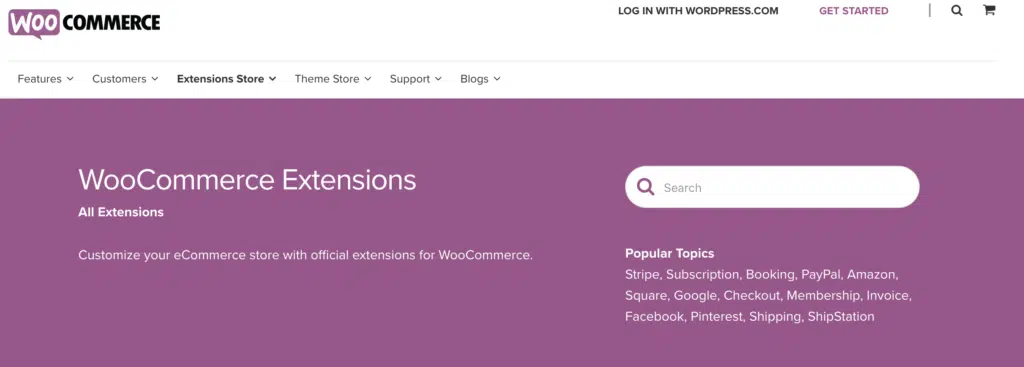 WOO COMMERCE
LOG IN WITH WORDPRESS.COM GET STARTED
Features Customers Extensions Store Theme Store Support Blogs
WooCommerce Extensions
All Extensions
Customize your eCommerce store with official extensions for WooCommerce.
Search
Popular Topics
Stripe, Subscription, Booking, PayPal, Amazon,
Square, Google, Checkout, Membership, Invoice,
Facebook, Pinterest, Shipping, ShipStation